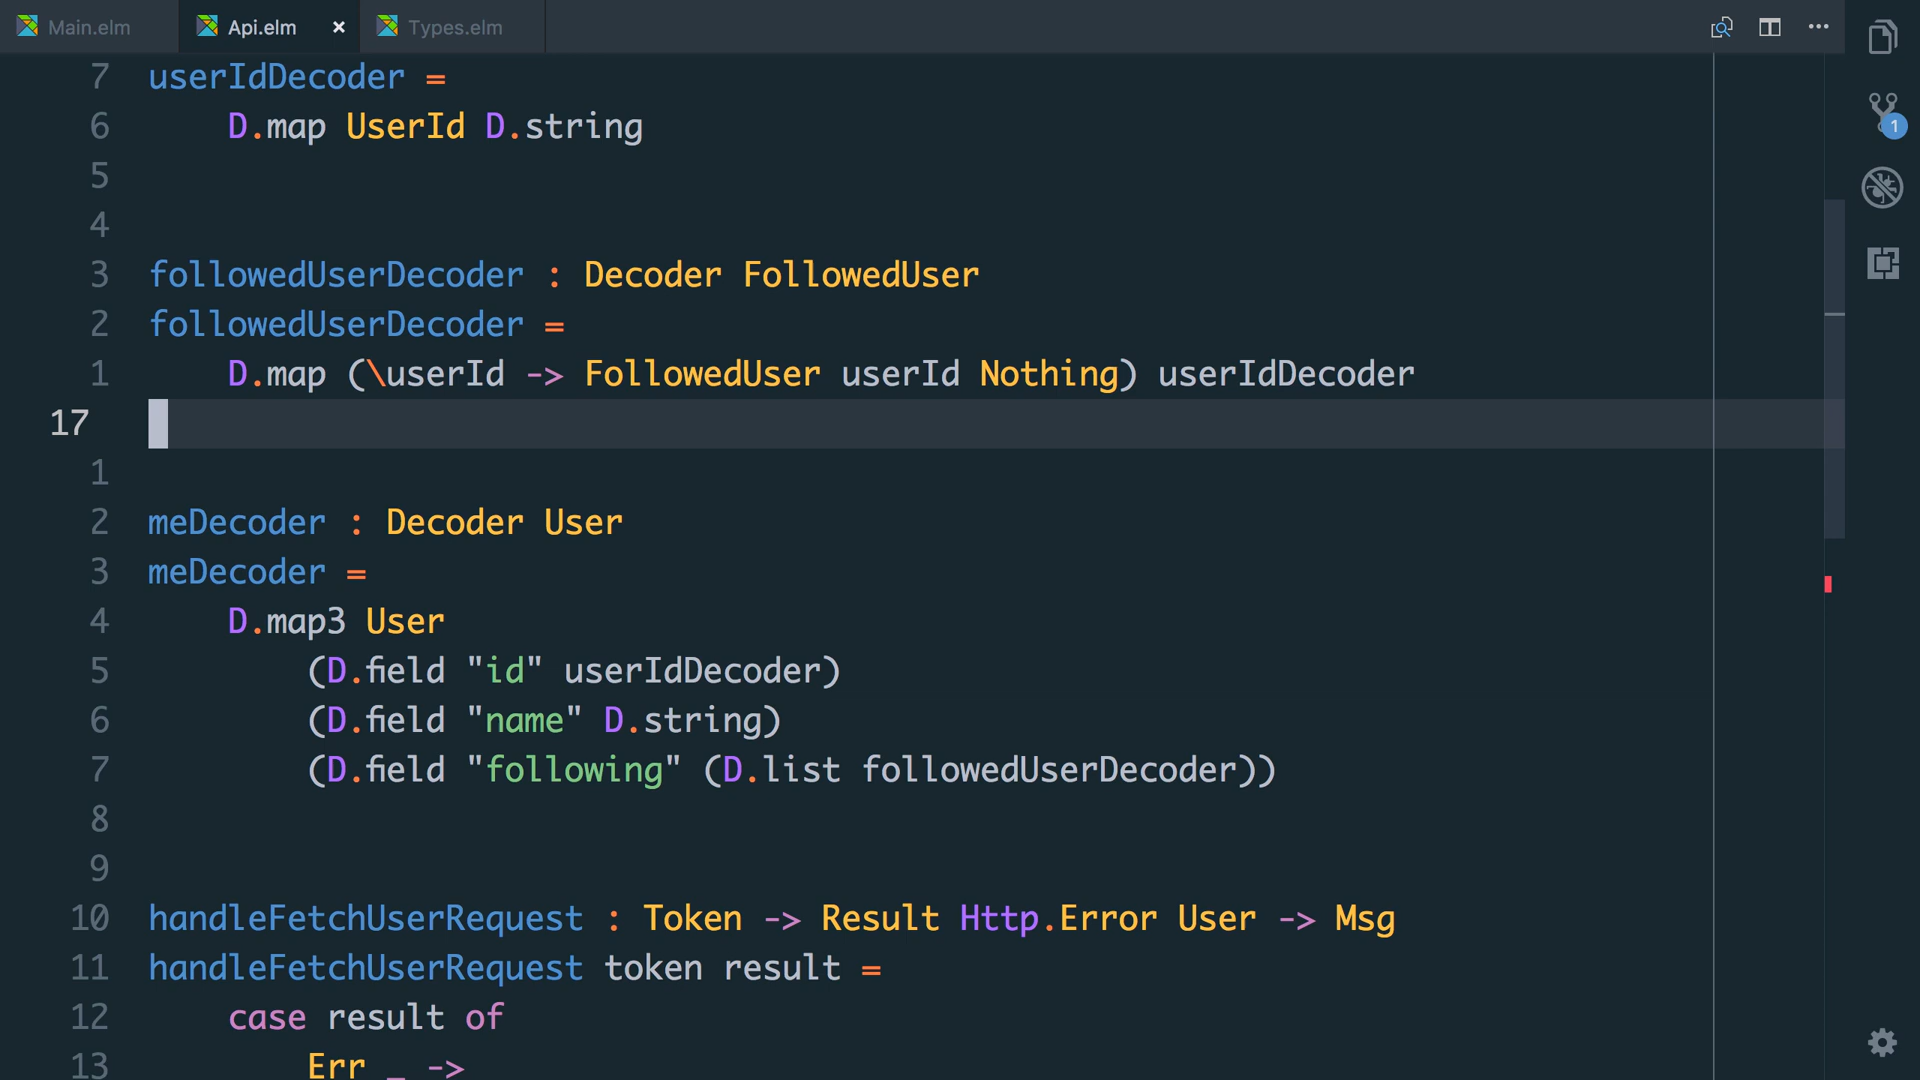 Main.elm Api.elm × Types.elm
7 userIdDecoder =
6 D.map UserId D.string
5
4
3 followedUserDecoder : Decoder FollowedUser
2 followedUserDecoder =
1 D.map (\userId -> FollowedUser userId Nothing) userIdDecoder
17
1
2 meDecoder : Decoder User
3 meDecoder =
4 D.map3 User
5 (D.field "id" userIdDecoder)
6 (D.field "name" D.string)
7 (D.field "following" (D.list followedUserDecoder))
8
9
10 handleFetchUserRequest : Token -> Result Http.Error User -> Msg
11 handleFetchUserRequest token result =
12 case result of
13 Err _ ->
1